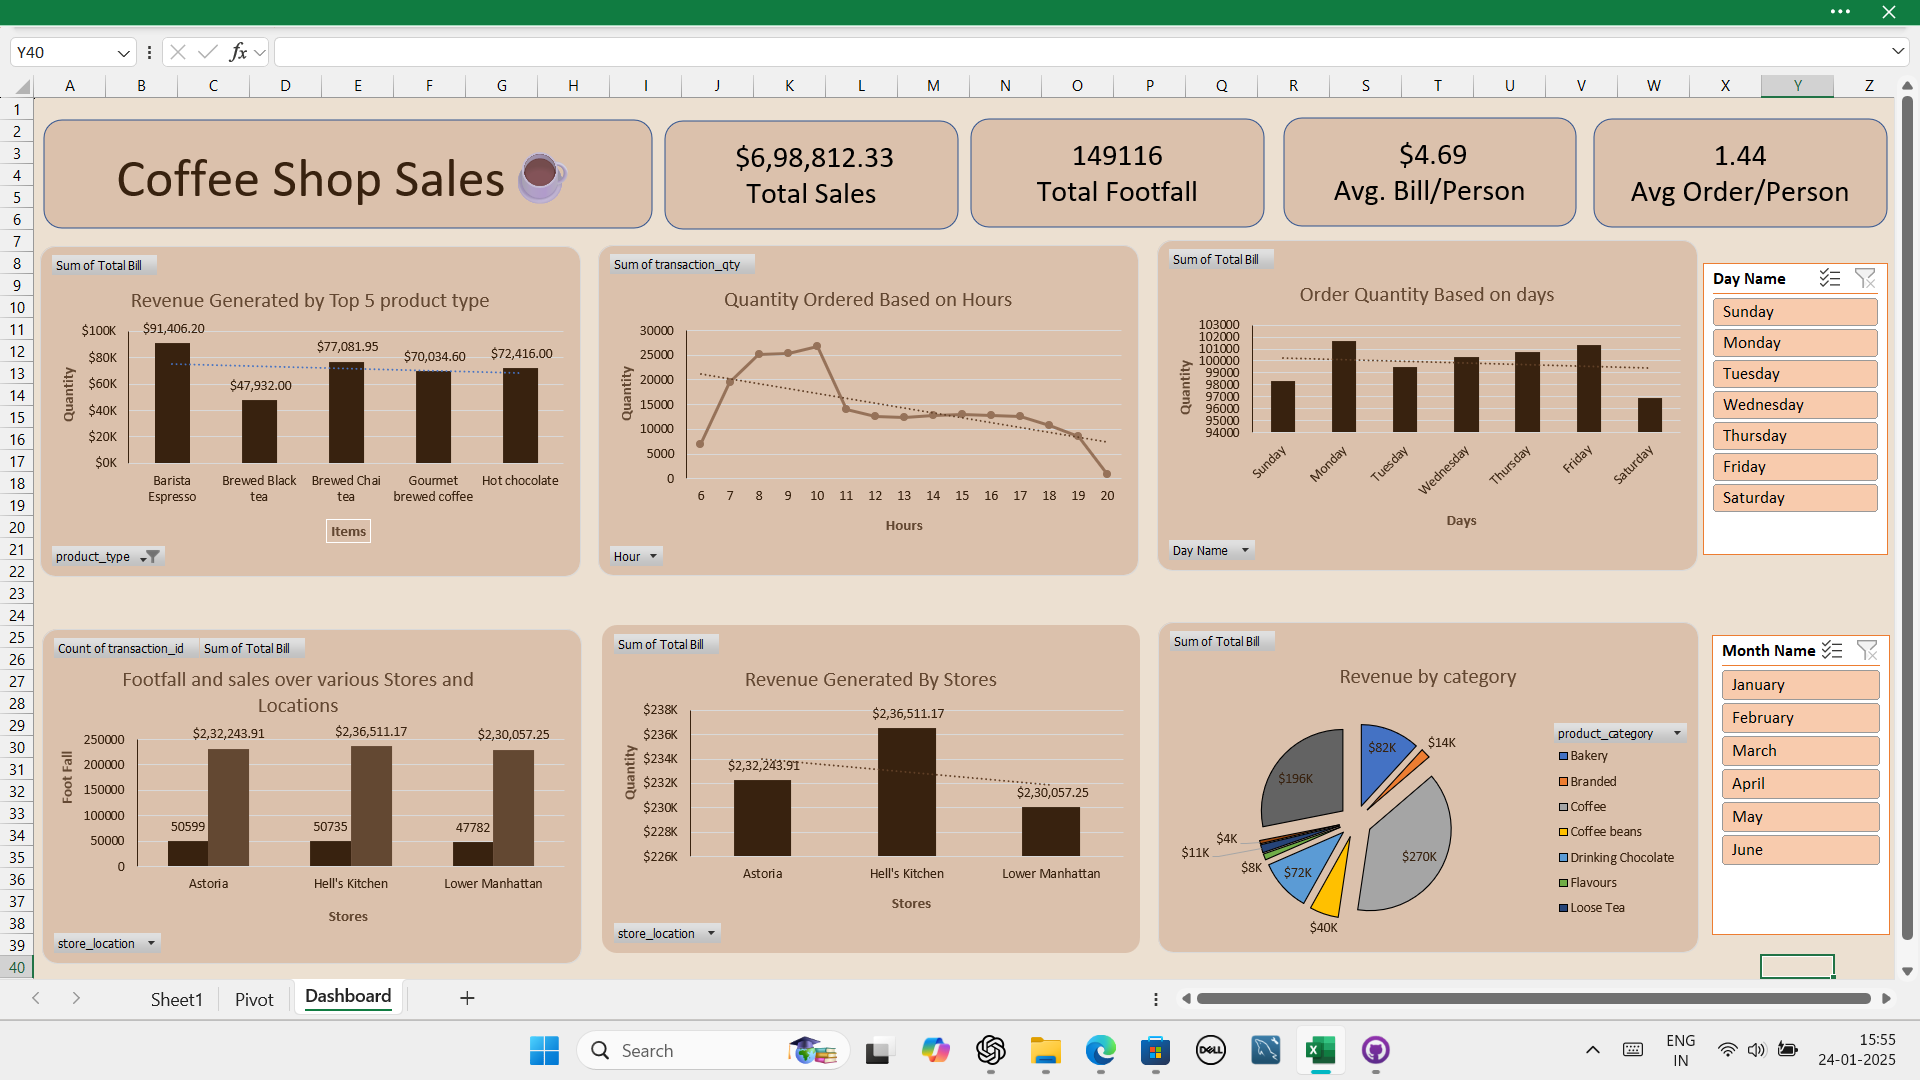 Y40
fx
A B C D E F G H I J K L M N O P Q R S T U V W X Y Z
1
2
3
4
5
6
7
8
9
10
11
12
13
14
15
16
17
18
19
20
21
22
23
24
25
26
27
28
29
30
31
32
33
34
35
36
37
38
39
40
Coffee Shop Sales
$6,98,812.33
Total Sales
149116
Total Footfall
$4.69
Avg. Bill/Person
1.44
Avg Order/Person
Sum of Total Bill
Revenue Generated by Top 5 product type
Quantity
$100K
$80K
$60K
$40K
$20K
$0K
$91,406.20
$47,932.00
$77,081.95
$70,034.60
$72,416.00
Barista Espresso
Brewed Black tea
Brewed Chai tea
Gourmet brewed coffee
Hot chocolate
Items
product_type
Sum of transaction_qty
Quantity Ordered Based on Hours
Quantity
30000
25000
20000
15000
10000
5000
0
6 7 8 9 10 11 12 13 14 15 16 17 18 19 20
Hours
Hour
Sum of Total Bill
Order Quantity Based on days
Quantity
103000
102000
101000
100000
99000
98000
97000
96000
95000
94000
Sunday Monday Tuesday Wednesday Thursday Friday Saturday
Days
Day Name
Day Name
Sunday
Monday
Tuesday
Wednesday
Thursday
Friday
Saturday
Count of transaction_id Sum of Total Bill
Footfall and sales over various Stores and
Locations
Foot Fall
250000
200000
150000
100000
50000
0
$2,32,243.91
$2,36,511.17
$2,30,057.25
50599
50735
47782
Astoria Hell's Kitchen Lower Manhattan
Stores
store_location
Sum of Total Bill
Revenue Generated By Stores
Quantity
$238K
$236K
$234K
$232K
$230K
$228K
$226K
$2,32,243.91
$2,36,511.17
$2,30,057.25
Astoria Hell's Kitchen Lower Manhattan
Stores
store_location
Sum of Total Bill
Revenue by category
$82K
$14K
$270K
$40K
$72K
$8K
$11K
$4K
$196K
product_category
Bakery
Branded
Coffee
Coffee beans
Drinking Chocolate
Flavours
Loose Tea
Month Name
January
February
March
April
May
June
Sheet1 Pivot Dashboard
Search
DELL
ENG
IN
15:55
24-01-2025